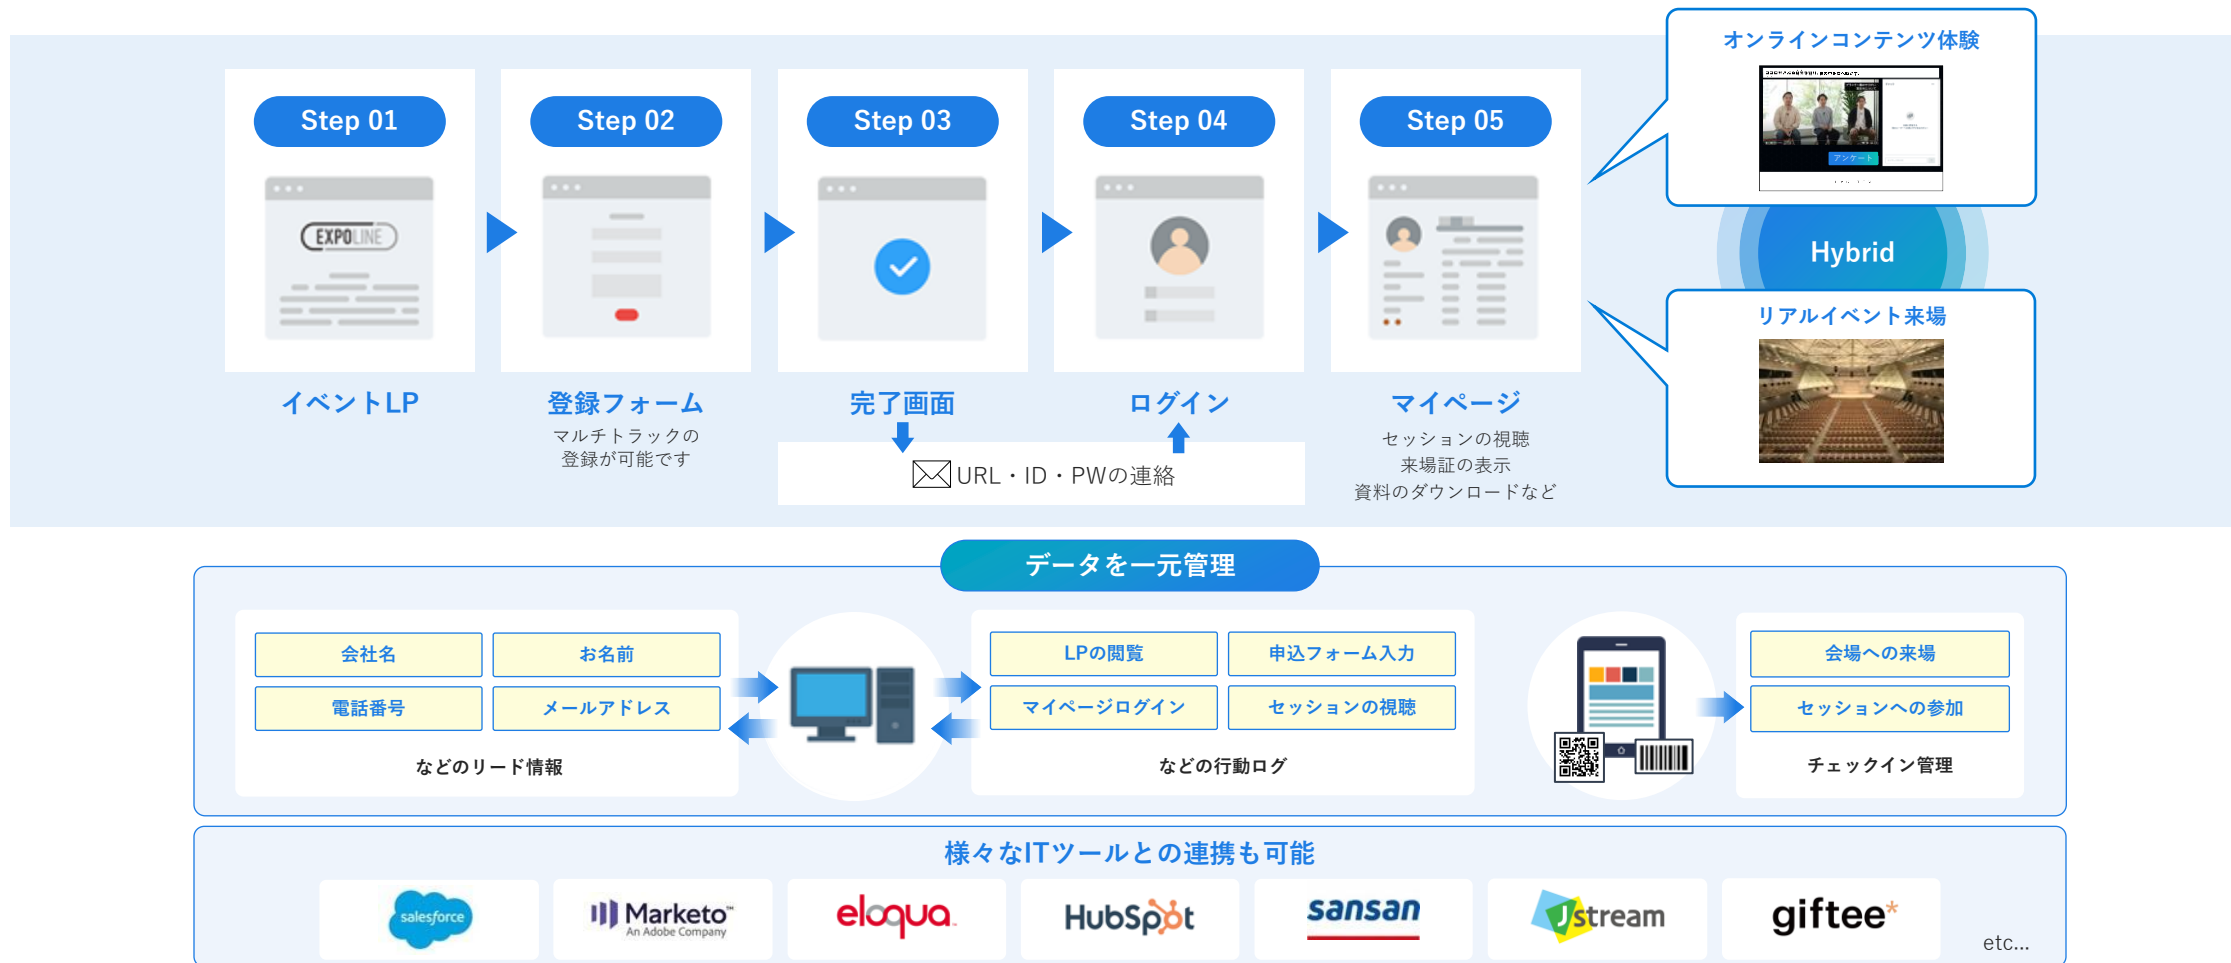 Step 01
EXPOLINE
イベントLP
Step 02
登録フォーム
マルチトラックの
登録が可能です
Step 03
完了画面
Step 04
ログイン
URL・ID・PWの連絡
Step 05
マイページ
セッションの視聴
来場証の表示
資料のダウンロードなど
オンラインコンテンツ体験
アンケート
Hybrid
リアルイベント来場
データを一元管理
会社名
お名前
電話番号
メールアドレス
などのリード情報
LPの閲覧
申込フォーム入力
マイページログイン
セッションの視聴
などの行動ログ
会場への来場
セッションへの参加
チェックイン管理
様々なITツールとの連携も可能
salesforce
Marketo™
An Adobe Company
eloqua
HubSpot
sansan
Jstream
giftee*
etc...